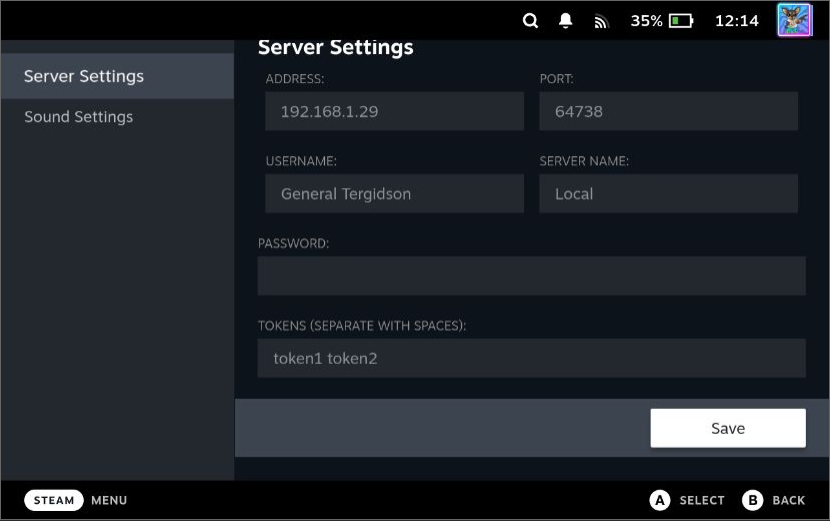 35% 12:14
Server Settings
Sound Settings
Server Settings
ADDRESS: PORT:
192.168.1.29 64738
USERNAME: SERVER NAME:
General Tergidson Local
PASSWORD:
TOKENS (SEPARATE WITH SPACES):
token1 token2
Save
STEAM MENU A SELECT B BACK